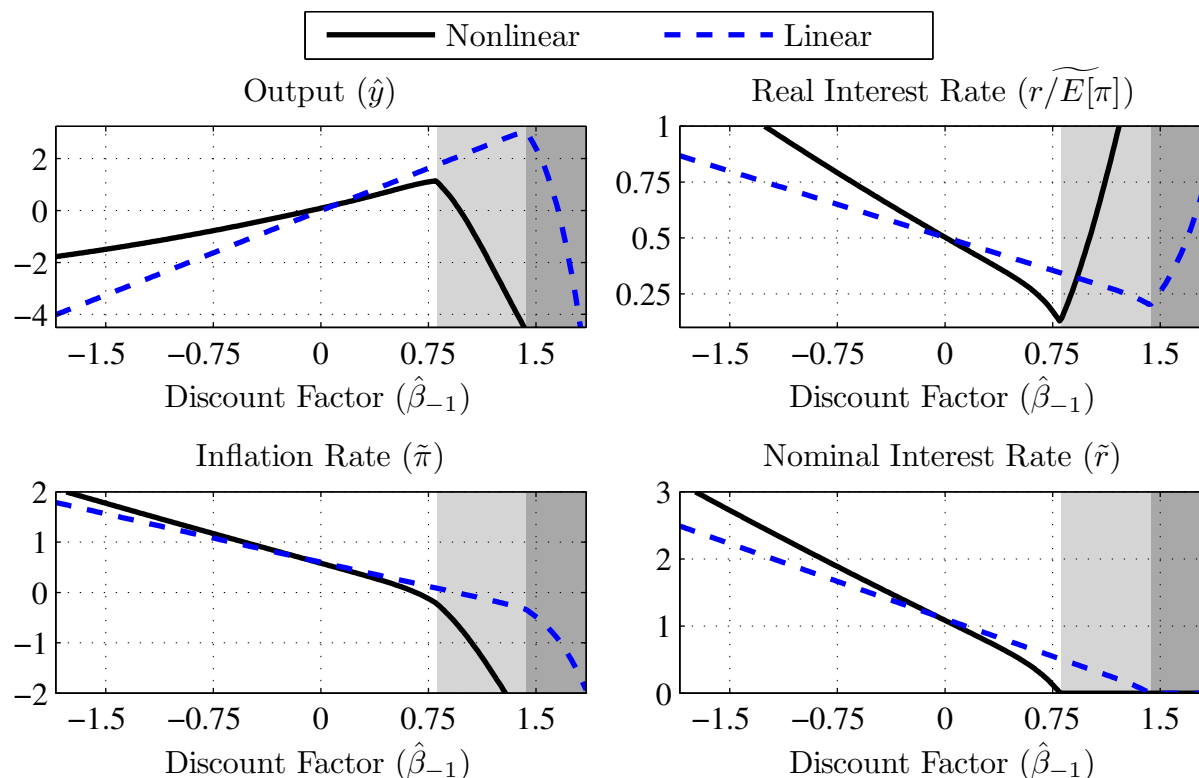 Nonlinear Linear
Output (ŷ) Real Interest Rate (r/E[π]͂)
2 1
0 0.75
−2 0.5
−4 0.25
−1.5 −0.75 0 0.75 1.5 −1.5 −0.75 0 0.75 1.5
Discount Factor (β̂₋₁) Discount Factor (β̂₋₁)
Inflation Rate (π̃) Nominal Interest Rate (r̃)
2 3
1 2
0 1
−1
−2 0
−1.5 −0.75 0 0.75 1.5 −1.5 −0.75 0 0.75 1.5
Discount Factor (β̂₋₁) Discount Factor (β̂₋₁)